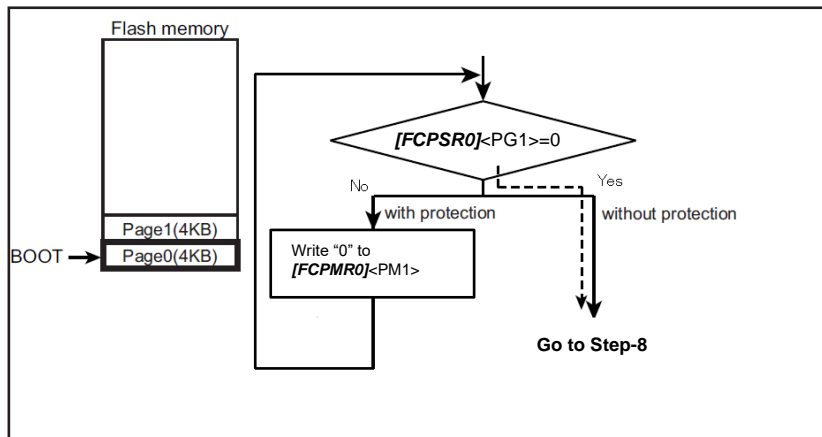 Flash memory
[FCPSR0]<PG1>=0
No
Yes
with protection
without protection
Page1(4KB)
BOOT
Page0(4KB)
Write “0” to
[FCPMR0]<PM1>
Go to Step-8